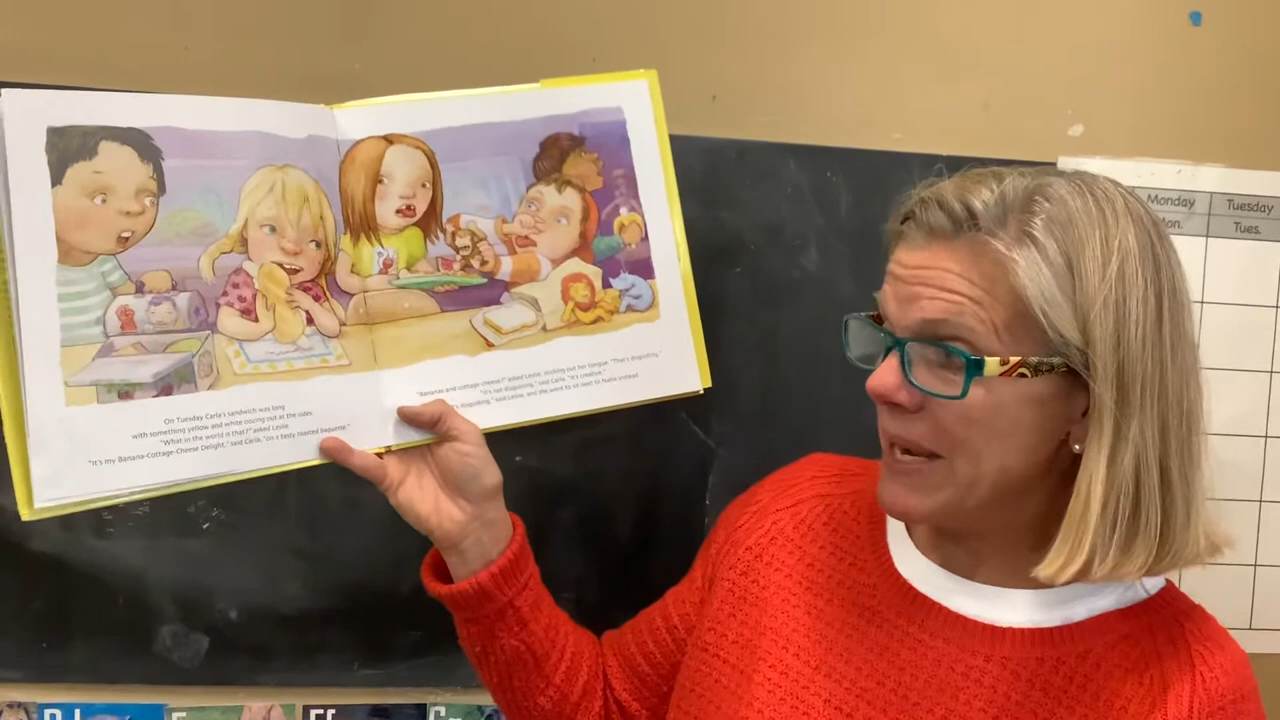 On Tuesday Carla's sandwich was long
with something yellow and white oozing out at the sides.
"What in the world is that?" asked Leslie.
"It's my Banana-Cottage-Cheese Delight," said Carla, "on a tasty toasted baguette."
"Bananas and cottage cheese?" asked Leslie, sticking out her tongue. "That's disgusting."
"It's not disgusting," said Carla. "It's creative."
disgusting," said Leslie, and she went to sit next to Natie instead.
Monday
Tuesday
Mon.
Tues.